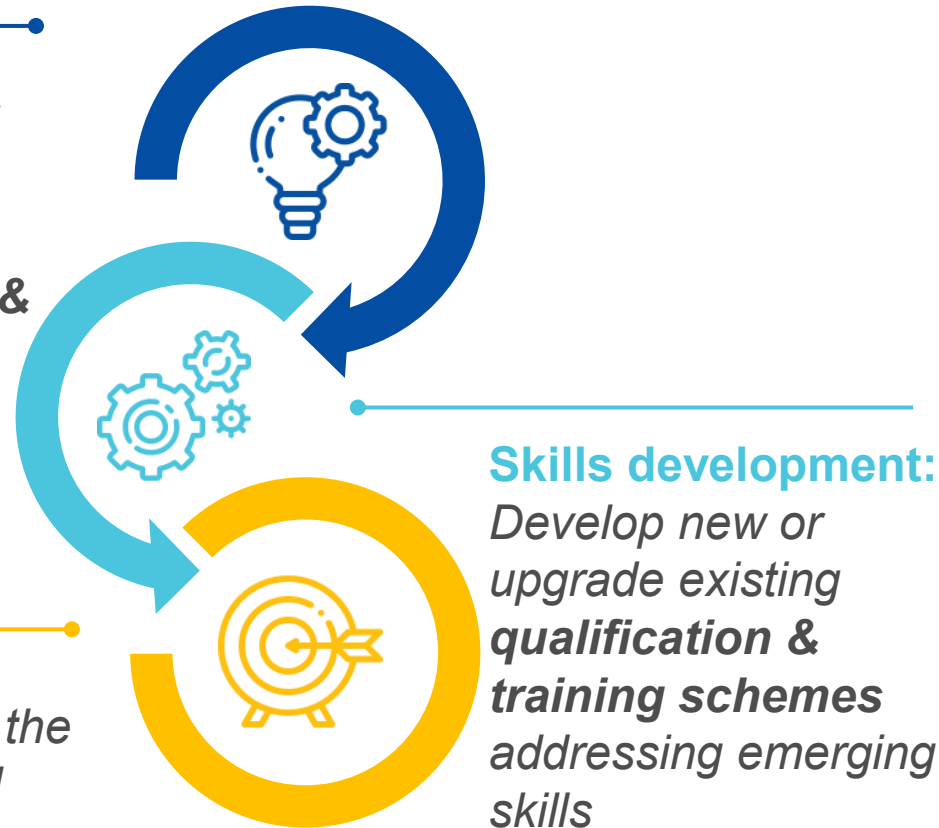 &
Skills development:
Develop new or
upgrade existing
qualification &
training schemes
addressing emerging
skills
the